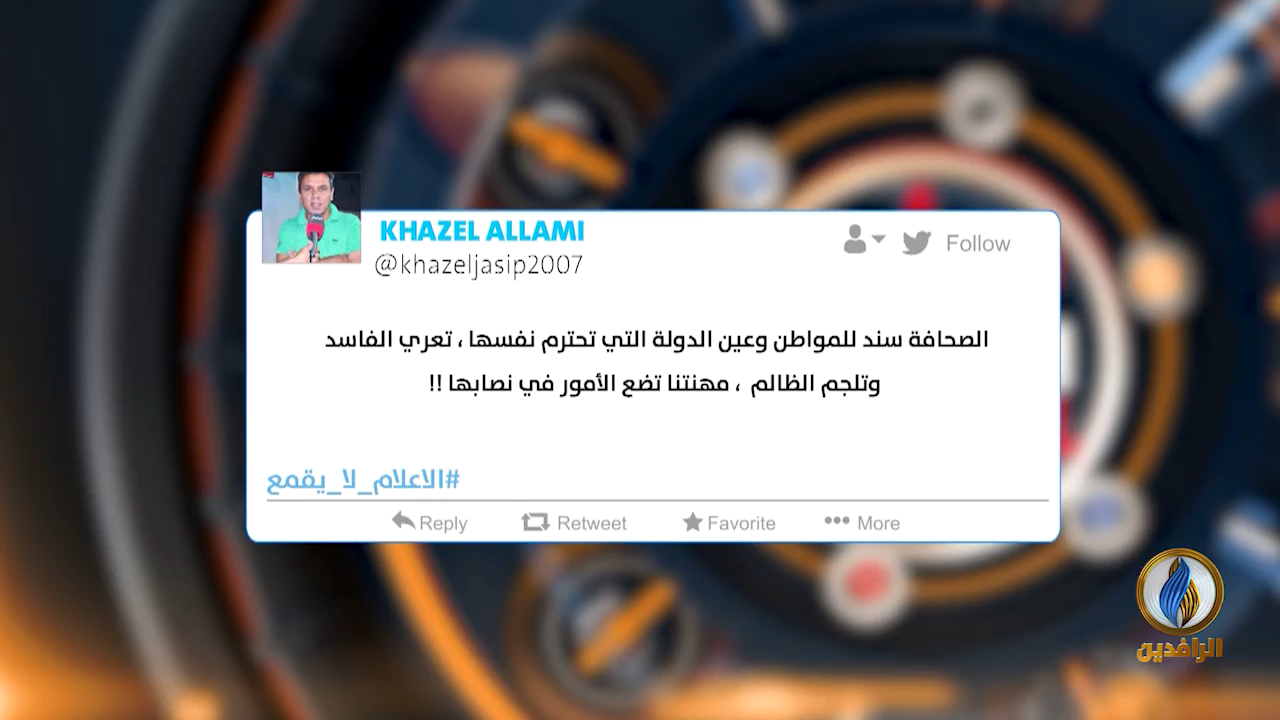 KHAZEL ALLAMI
@khazeljasip2007
Follow
الصحافة سند للمواطن وعين الدولة التي تحترم نفسها ، تعري الفاسد
وتلجم الظالم ، مهنتنا تضع الأمور في نصابها !!
#الاعلام_لا_يقمع
Reply Retweet Favorite More
الرافدين